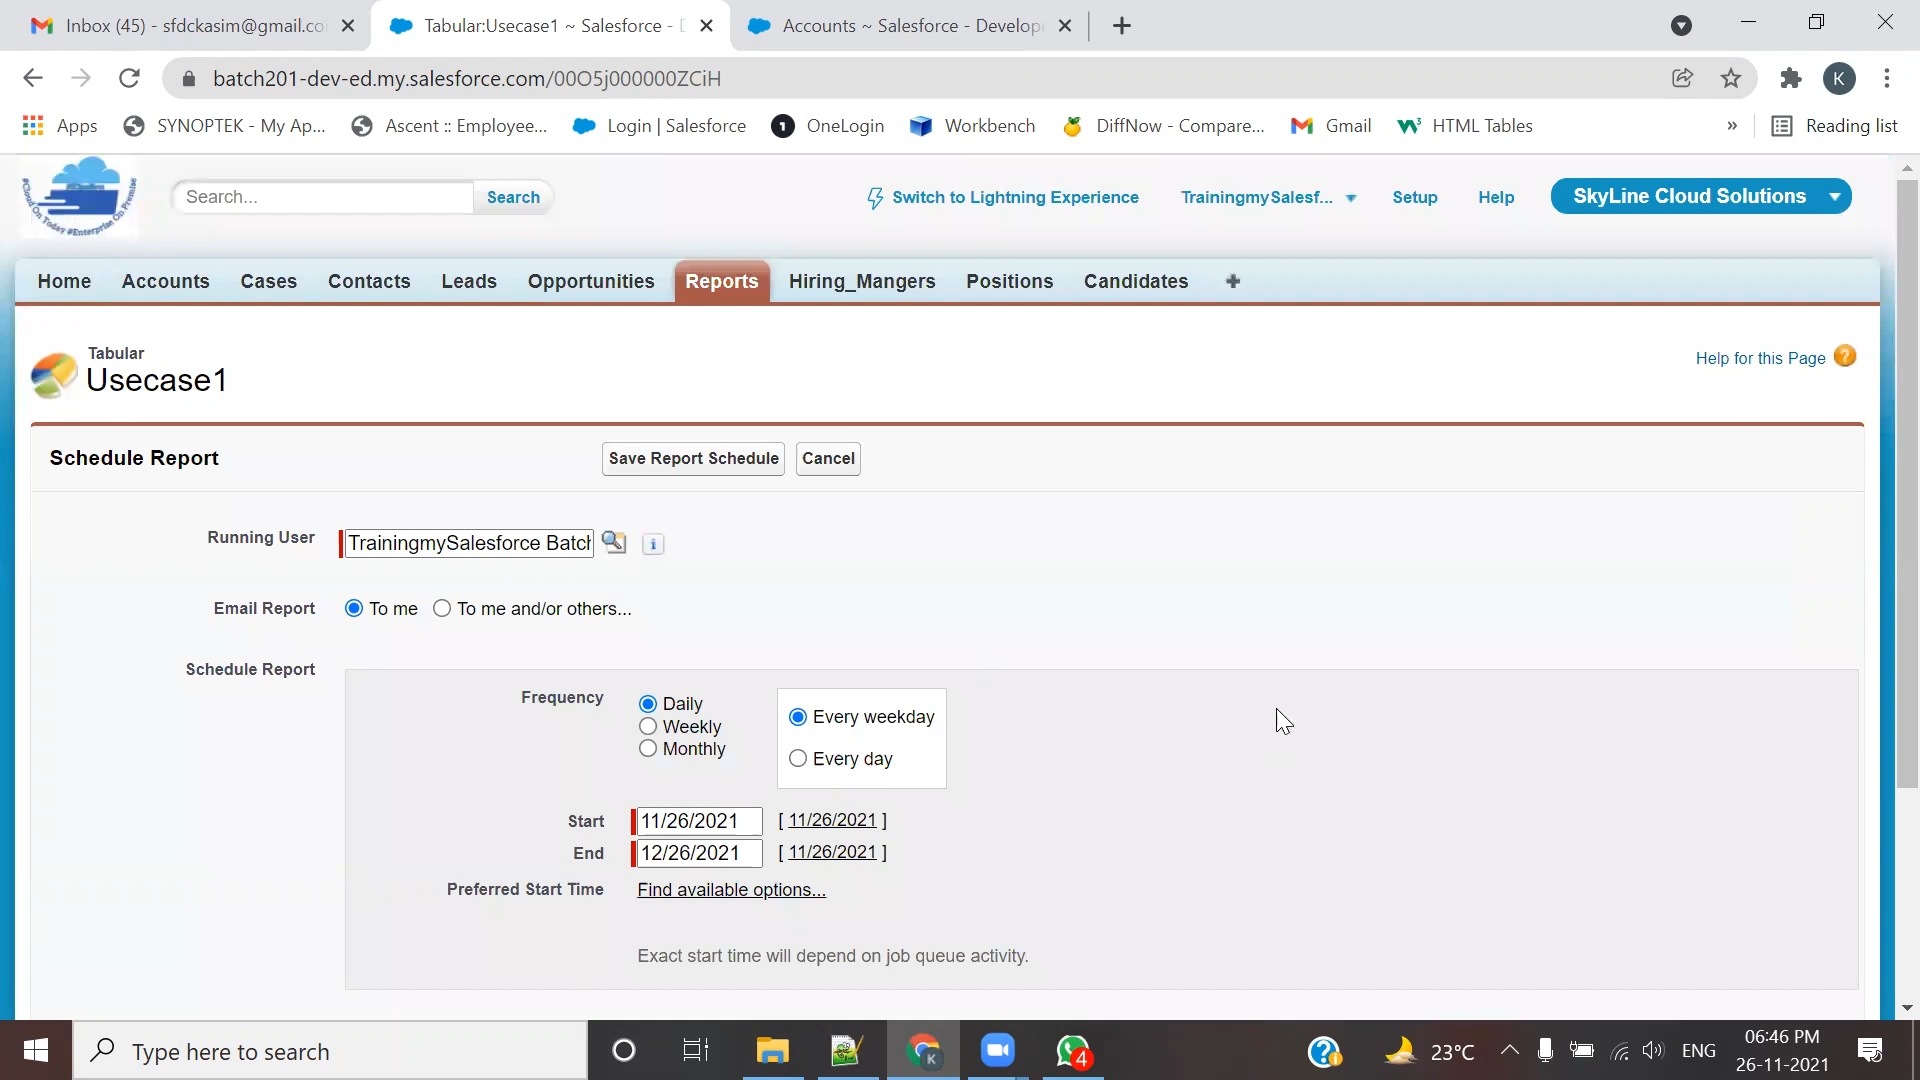 Inbox (45) - sfdckasim@gmail.co
Tabular:Usecase1 ~ Salesforce - D
Accounts ~ Salesforce - Develop
batch201-dev-ed.my.salesforce.com/00O5j000000ZCiH
K
Apps
SYNOPTEK - My Ap...
Ascent :: Employee...
Login | Salesforce
OneLogin
Workbench
DiffNow - Compare...
Gmail
HTML Tables
»
Reading list
Search...
Search
Switch to Lightning Experience
TrainingmySalesf...
Setup
Help
SkyLine Cloud Solutions
Home
Accounts
Cases
Contacts
Leads
Opportunities
Reports
Hiring_Mangers
Positions
Candidates
+
Tabular
Usecase1
Help for this Page ?
Schedule Report
Save Report Schedule
Cancel
Running User
TrainingmySalesforce Batch
Email Report
To me
To me and/or others...
Schedule Report
Frequency
Daily
Weekly
Monthly
Every weekday
Every day
Start
11/26/2021
[ 11/26/2021 ]
End
12/26/2021
[ 11/26/2021 ]
Preferred Start Time
Find available options...
Exact start time will depend on job queue activity.
Type here to search
K
4
23°C
ENG
06:46 PM
26-11-2021